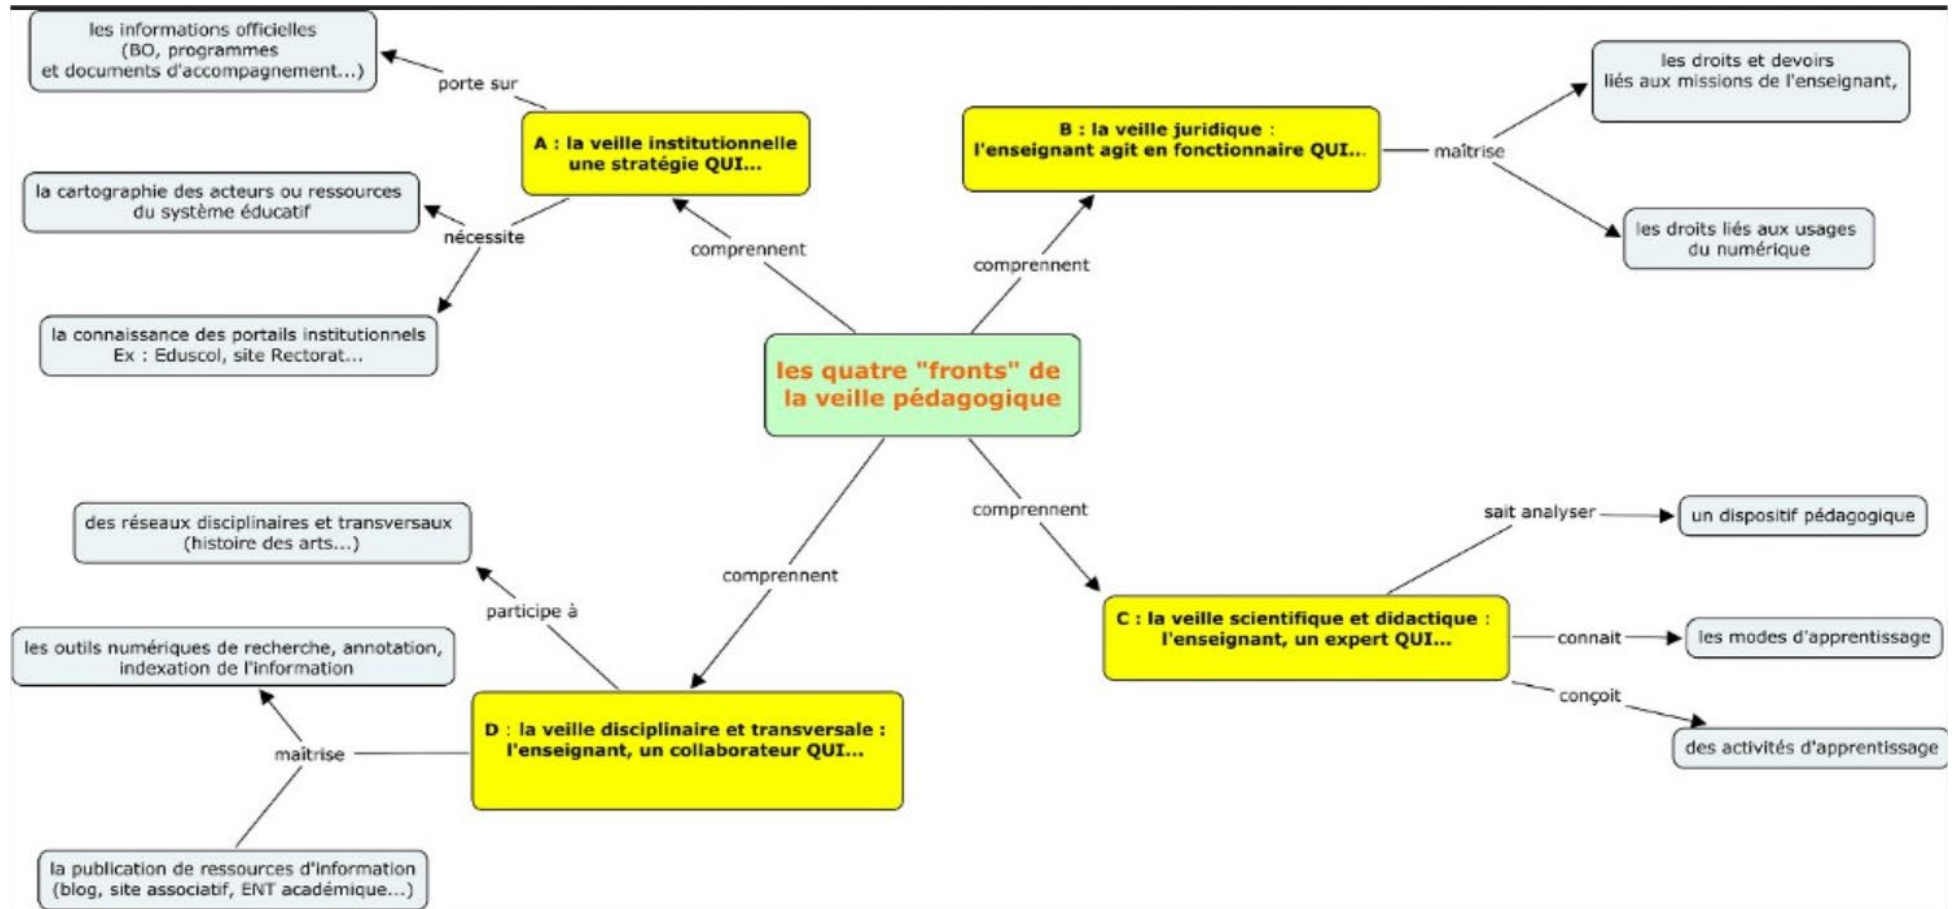 les informations officielles
(BO, programmes
et documents d'accompagnement...)
porte sur
A : la veille institutionnelle
une stratégie QUI...
la cartographie des acteurs ou ressources
du système éducatif
nécessite
la connaissance des portails institutionnels
Ex : Eduscol, site Rectorat...
comprennent
B : la veille juridique :
l'enseignant agit en fonctionnaire QUI...
maîtrise
les droits et devoirs
liés aux missions de l'enseignant,
les droits liés aux usages
du numérique
comprennent
les quatre "fronts" de
la veille pédagogique
comprennent
C : la veille scientifique et didactique :
l'enseignant, un expert QUI...
sait analyser
un dispositif pédagogique
connait
les modes d'apprentissage
conçoit
des activités d'apprentissage
comprennent
D : la veille disciplinaire et transversale :
l'enseignant, un collaborateur QUI...
participe à
des réseaux disciplinaires et transversaux
(histoire des arts...)
maîtrise
les outils numériques de recherche, annotation,
indexation de l'information
la publication de ressources d'information
(blog, site associatif, ENT académique...)